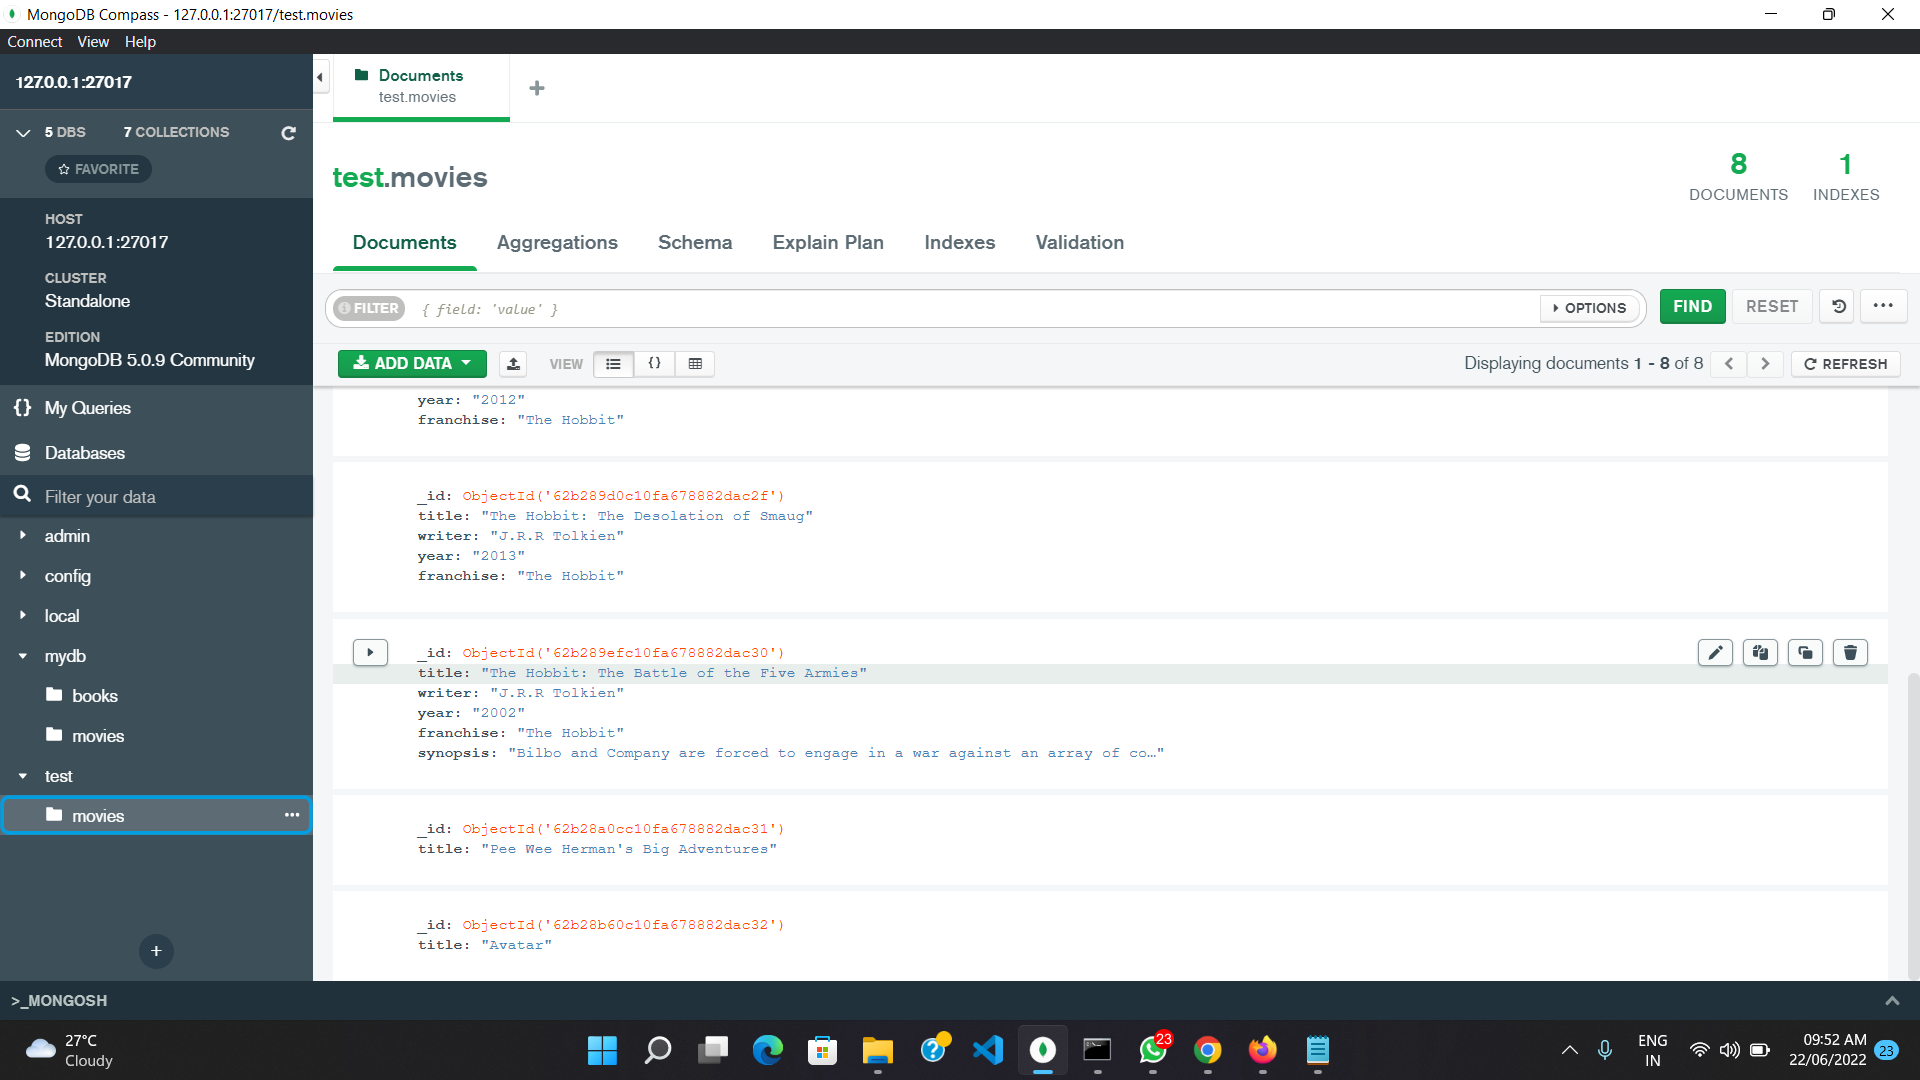 MongoDB Compass - 127.0.0.1:27017/test.movies
Connect View Help
127.0.0.1:27017
5 DBS 7 COLLECTIONS
FAVORITE
HOST
127.0.0.1:27017
CLUSTER
Standalone
EDITION
MongoDB 5.0.9 Community
{} My Queries
Databases
Filter your data
admin
config
local
mydb
books
movies
test
movies
Documents
test.movies
test.movies
8
DOCUMENTS
1
INDEXES
Documents Aggregations Schema Explain Plan Indexes Validation
FILTER { field: 'value' } OPTIONS FIND RESET
ADD DATA VIEW {} Displaying documents 1 - 8 of 8 REFRESH
year: "2012"
franchise: "The Hobbit"
_id: ObjectId('62b289d0c10fa678882dac2f')
title: "The Hobbit: The Desolation of Smaug"
writer: "J.R.R Tolkien"
year: "2013"
franchise: "The Hobbit"
_id: ObjectId('62b289efc10fa678882dac30')
title: "The Hobbit: The Battle of the Five Armies"
writer: "J.R.R Tolkien"
year: "2002"
franchise: "The Hobbit"
synopsis: "Bilbo and Company are forced to engage in a war against an array of co…"
_id: ObjectId('62b28a0cc10fa678882dac31')
title: "Pee Wee Herman's Big Adventures"
_id: ObjectId('62b28b60c10fa678882dac32')
title: "Avatar"
>_MONGOSH
27°C
Cloudy
23
ENG
IN
09:52 AM
22/06/2022
23